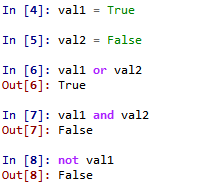 In [4]: val1 = True
In [5]: val2 = False
In [6]: val1 or val2
Out[6]: True
In [7]: val1 and val2
Out[7]: False
In [8]: not val1
Out[8]: False